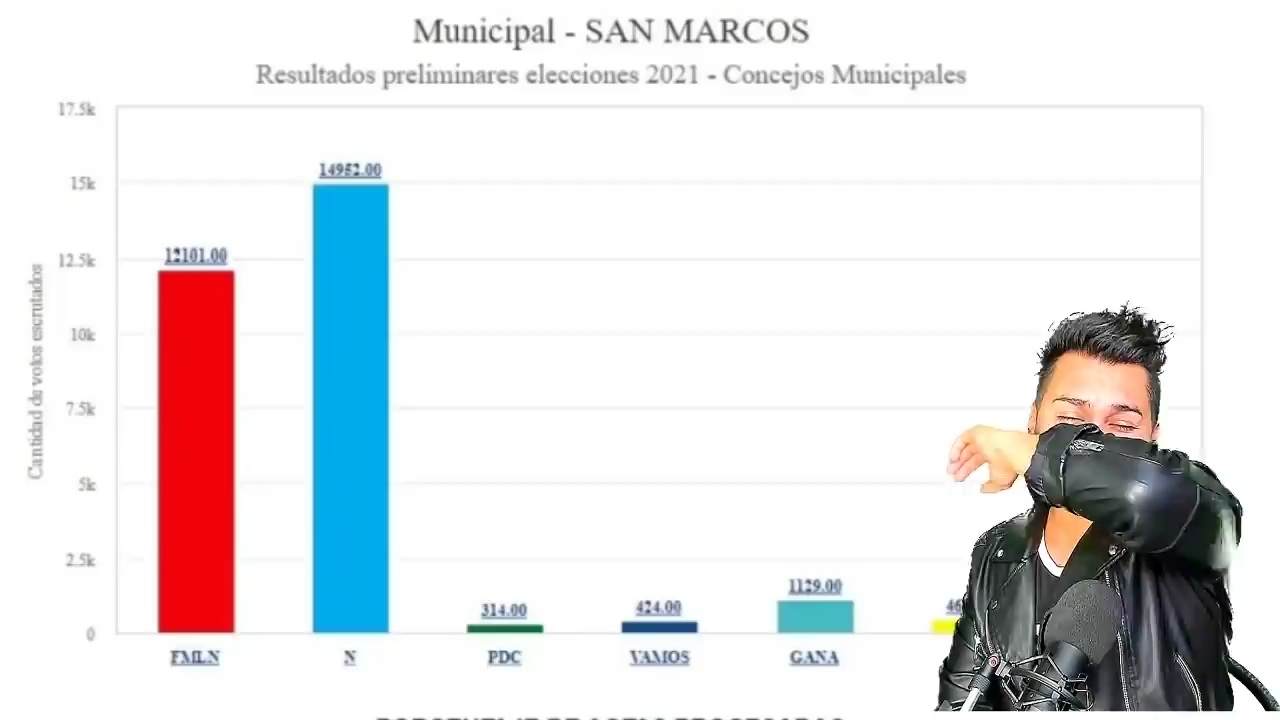 Municipal - SAN MARCOS
Resultados preliminares elecciones 2021 - Concejos Municipales
17.5k
15k
12.5k
10k
7.5k
5k
2.5k
0
Cantidad de votos escrutados
12101.00
14952.00
314.00
424.00
1129.00
46
FMLN
N
PDC
VAMOS
GANA